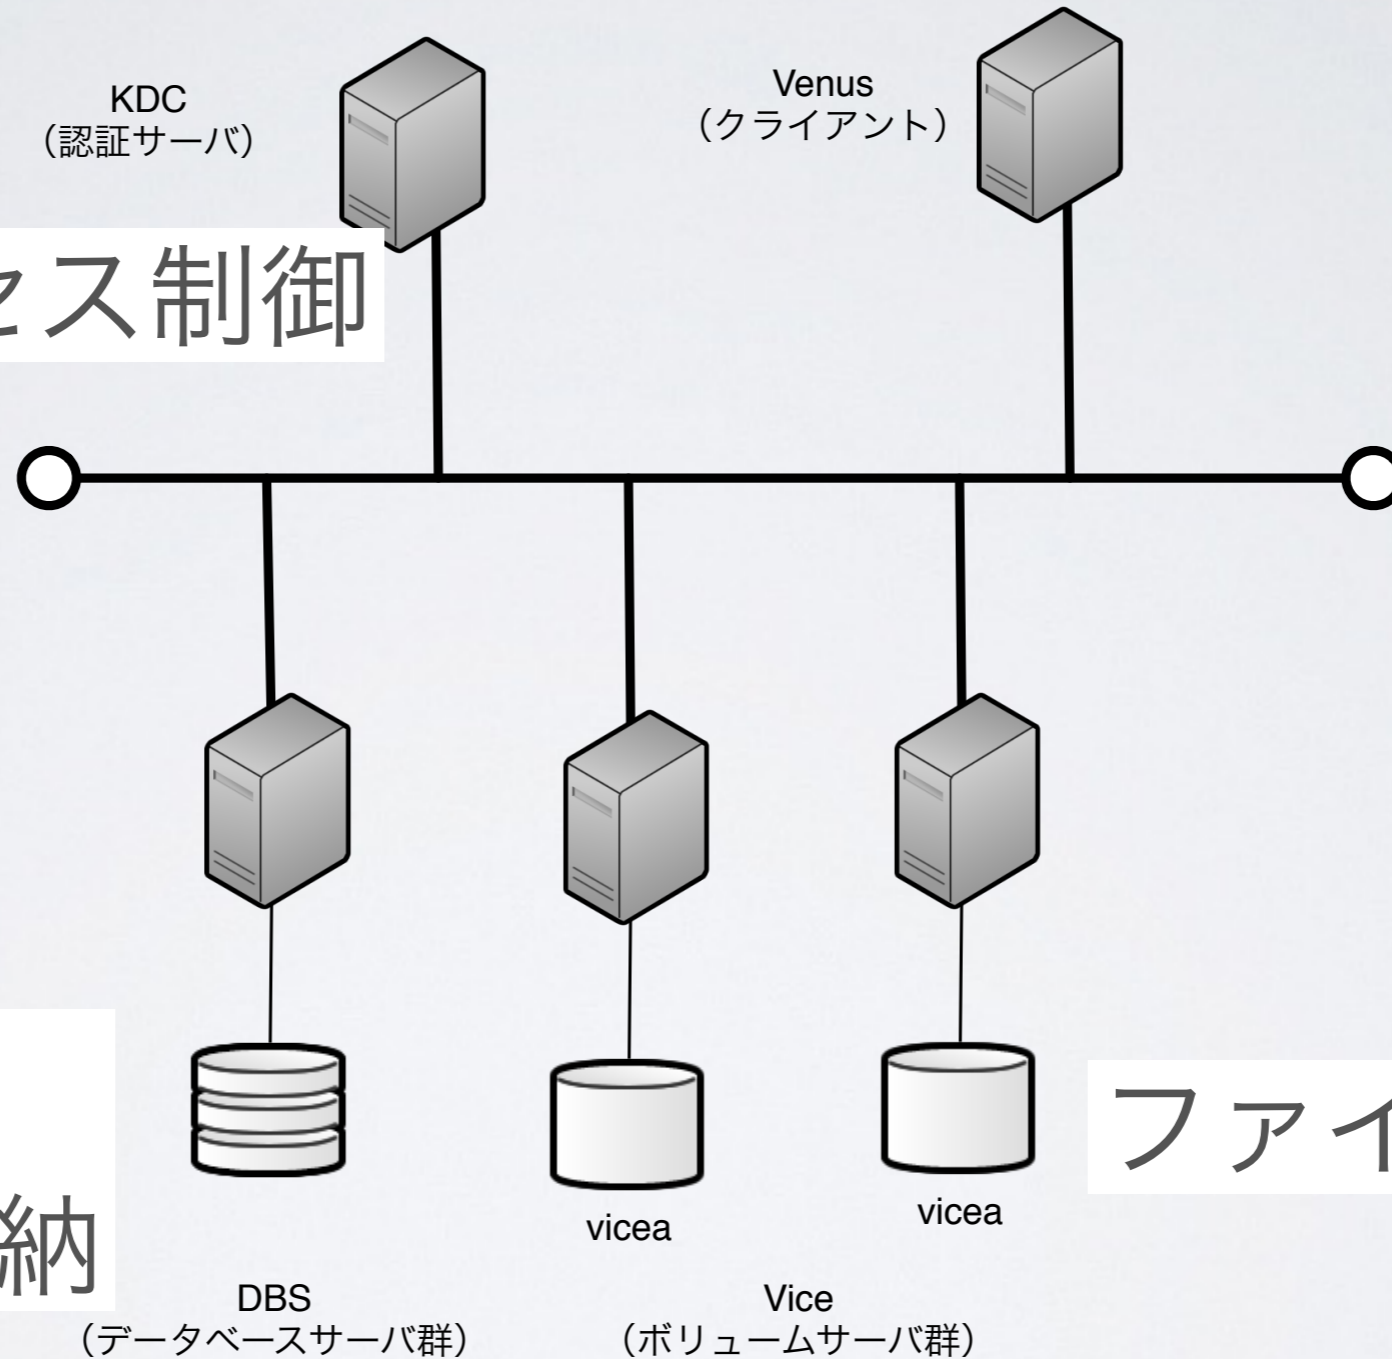 KDC
（認証サーバ）
Venus
（クライアント）
セス制御
ファイ
納
vicea
vicea
DBS
（データベースサーバ群）
Vice
（ボリュームサーバ群）